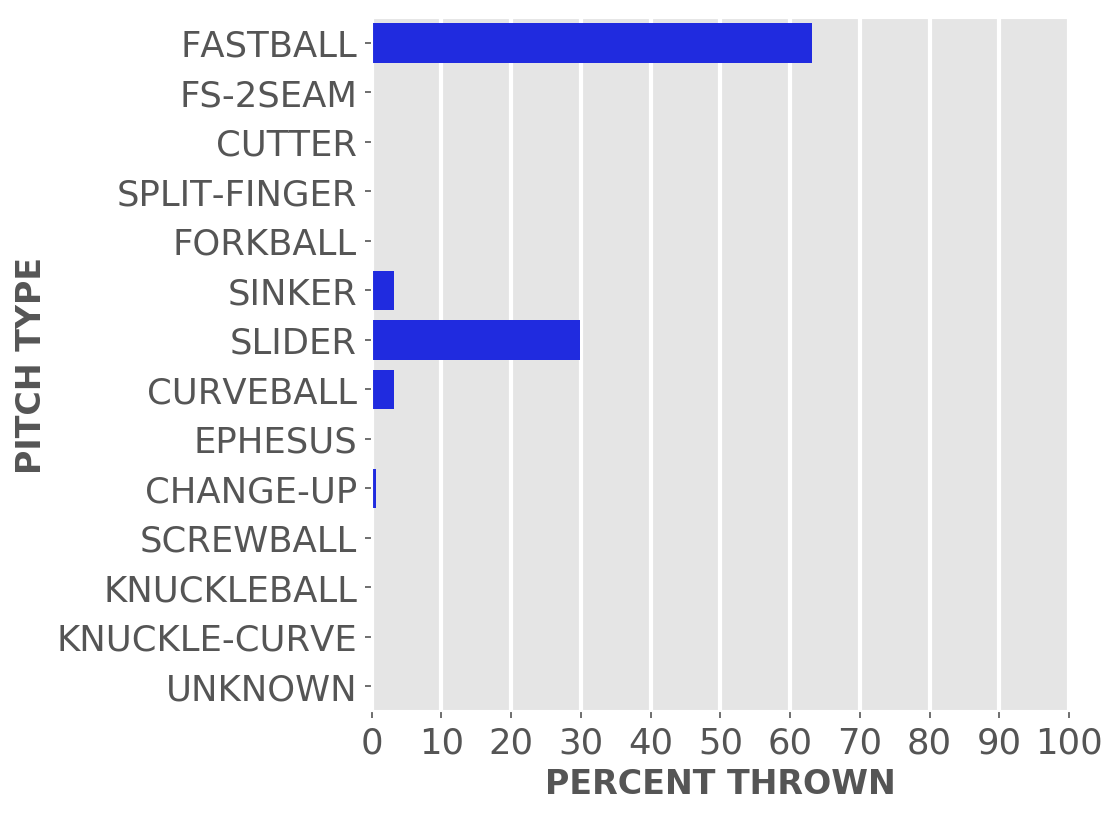 FASTBALL
FS-2SEAM
CUTTER
SPLIT-FINGER
FORKBALL
SINKER
SLIDER
CURVEBALL
EPHESUS
CHANGE-UP
SCREWBALL
KNUCKLEBALL
KNUCKLE-CURVE
UNKNOWN
PITCH TYPE
0 10 20 30 40 50 60 70 80 90 100
PERCENT THROWN